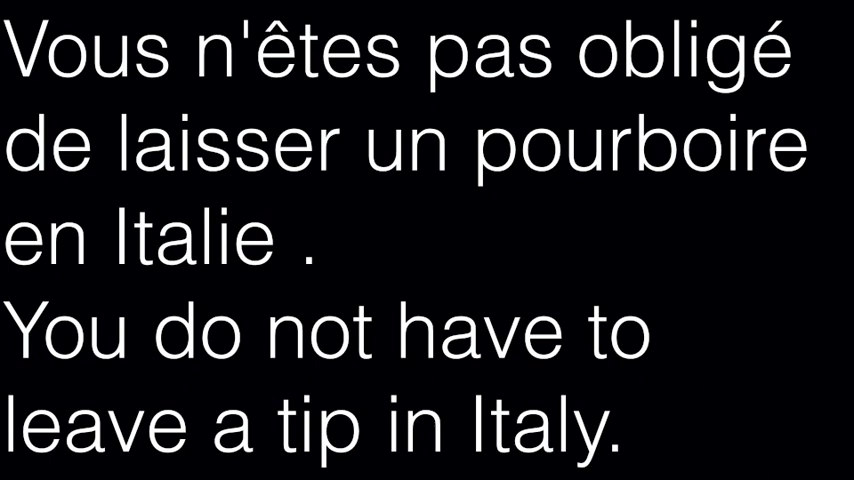 Vous n'êtes pas obligé
de laisser un pourboire
en Italie .
You do not have to
leave a tip in Italy.